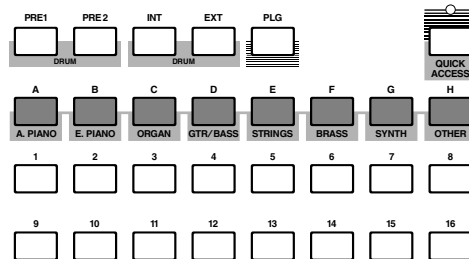 PRE1 PRE2 INT EXT PLG
DRUM DRUM
QUICK
ACCESS
A B C D E F G H
A. PIANO E. PIANO ORGAN GTR/BASS STRINGS BRASS SYNTH OTHER
1 2 3 4 5 6 7 8
9 10 11 12 13 14 15 16